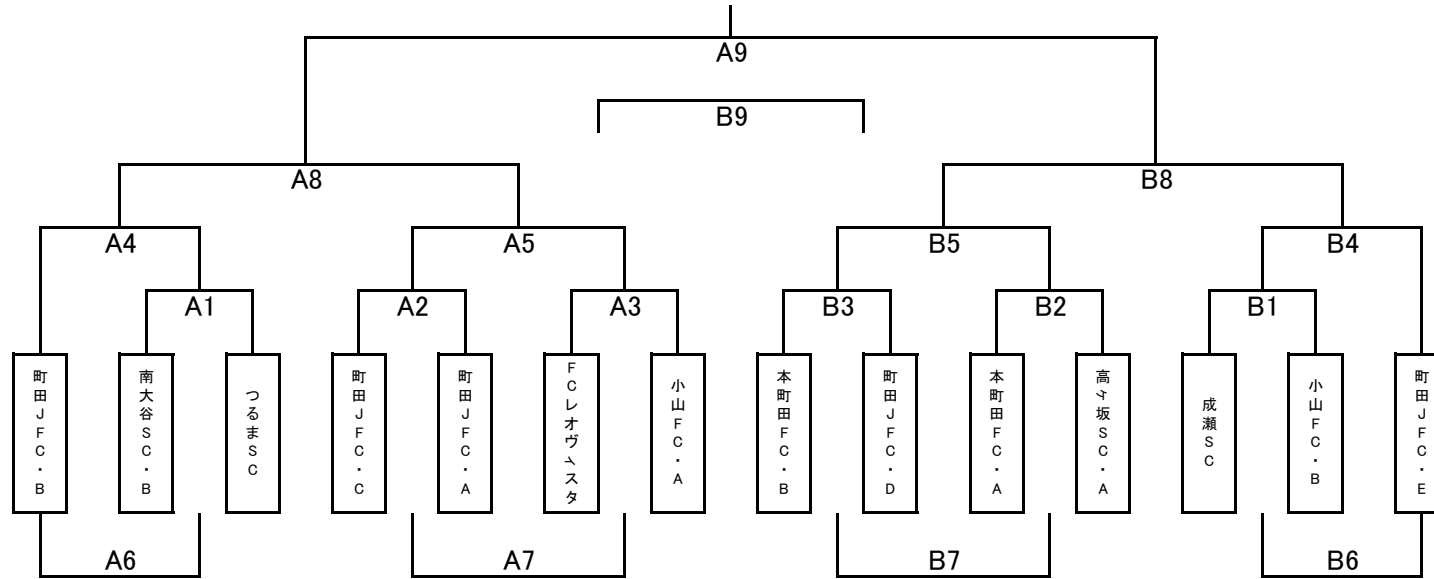 A9
B9
A8
B8
A4
A5
B5
B4
A1
A2
A3
B3
B2
B1
町田JFC・B
南大谷SC・B
つるまSC
町田JFC・C
町田JFC・A
FCレオヴィスタ
小山FC・A
本町田FC・B
町田JFC・D
本町田FC・A
高ヶ坂SC・A
成瀬SC
小山FC・B
町田JFC・E
A6
A7
B7
B6